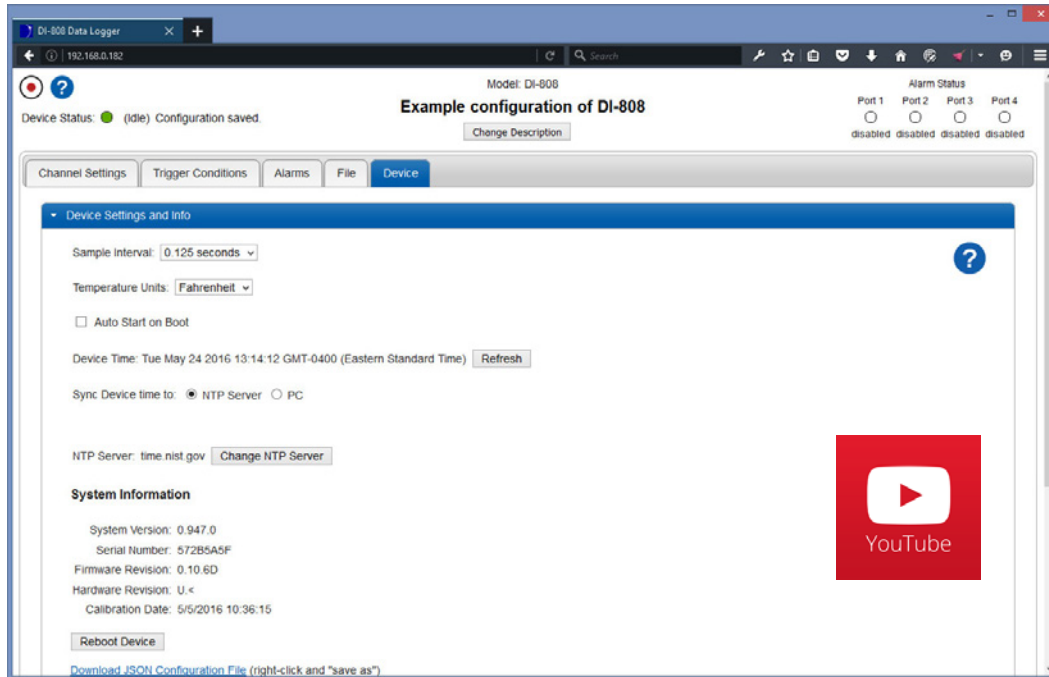 DI-808 Data Logger
192.168.0.182
Search
Model: DI-808
Example configuration of DI-808
Change Description
Device Status: (Idle) Configuration saved.
Alarm Status
Port 1 Port 2 Port 3 Port 4
disabled disabled disabled disabled
Channel Settings Trigger Conditions Alarms File Device
Device Settings and Info
Sample Interval: 0.125 seconds
?
Temperature Units: Fahrenheit
Auto Start on Boot
Device Time: Tue May 24 2016 13:14:12 GMT-0400 (Eastern Standard Time) Refresh
Sync Device time to: NTP Server PC
NTP Server: time.nist.gov Change NTP Server
System Information
System Version: 0.947.0
Serial Number: 572B5A5F
YouTube
Firmware Revision: 0.10.6D
Hardware Revision: U.<
Calibration Date: 5/5/2016 10:36:15
Reboot Device
Download JSON Configuration File (right-click and "save as")